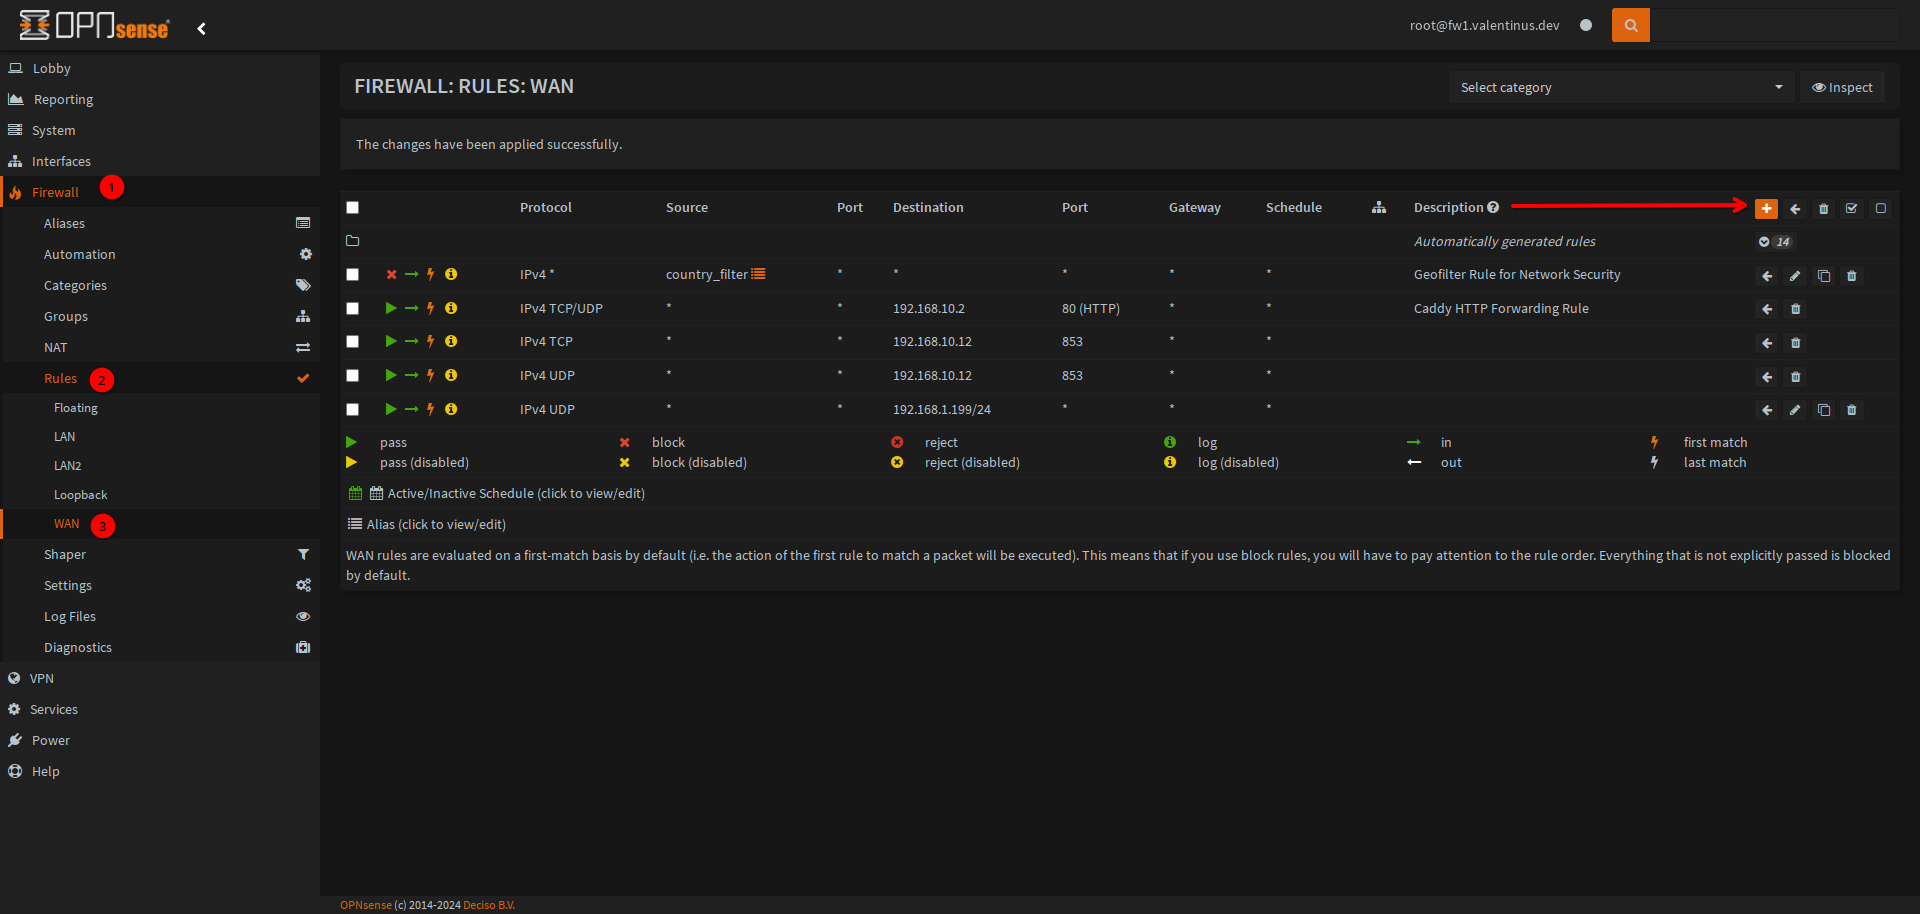 OPNsense
root@fw1.valentinus.dev
Lobby
Reporting
System
Interfaces
Firewall 1
Aliases
Automation
Categories
Groups
NAT
Rules 2
Floating
LAN
LAN2
Loopback
WAN 3
Shaper
Settings
Log Files
Diagnostics
VPN
Services
Power
Help
FIREWALL: RULES: WAN
Select category Inspect
The changes have been applied successfully.
Protocol Source Port Destination Port Gateway Schedule Description
Automatically generated rules 14
IPv4 * country_filter * * * * * Geofilter Rule for Network Security
IPv4 TCP/UDP * * 192.168.10.2 80 (HTTP) * * Caddy HTTP Forwarding Rule
IPv4 TCP * * 192.168.10.12 853 * *
IPv4 UDP * * 192.168.10.12 853 * *
IPv4 UDP * * 192.168.1.199/24 * * *
pass block reject log in first match
pass (disabled) block (disabled) reject (disabled) log (disabled) out last match
Active/Inactive Schedule (click to view/edit)
Alias (click to view/edit)
WAN rules are evaluated on a first-match basis by default (i.e. the action of the first rule to match a packet will be executed). This means that if you use block rules, you will have to pay attention to the rule order. Everything that is not explicitly passed is blocked
by default.
OPNsense (c) 2014-2024 Deciso B.V.